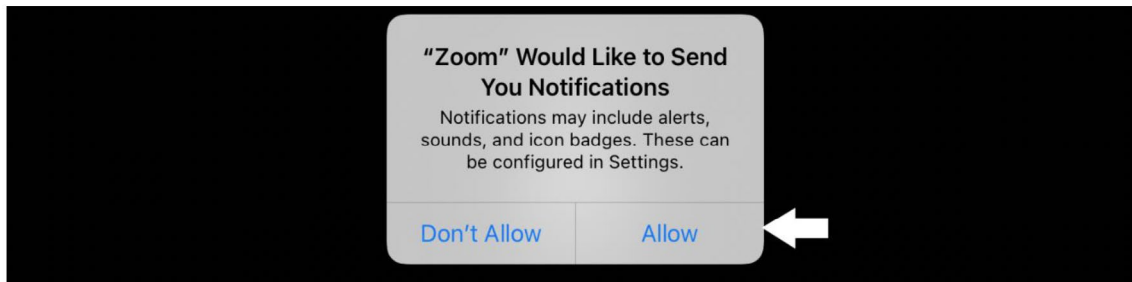 “Zoom” Would Like to Send
You Notifications
Notifications may include alerts,
sounds, and icon badges. These can
be configured in Settings.
Don’t Allow
Allow